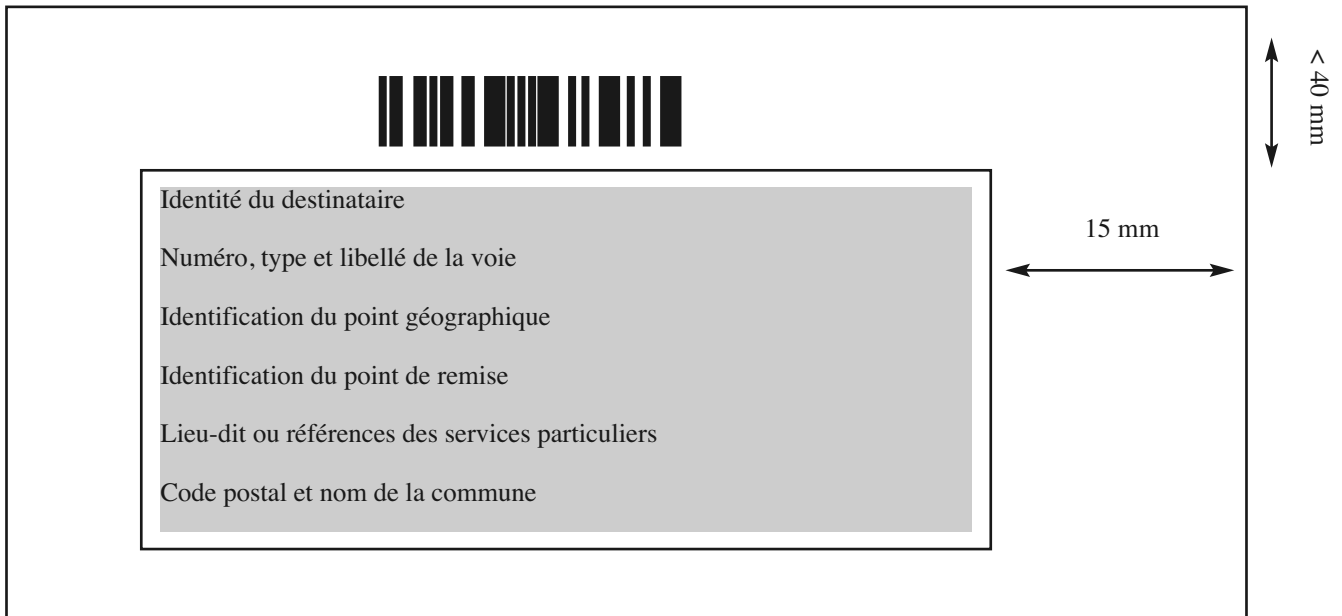 < 40 mm
Identité du destinataire
15 mm
Numéro, type et libellé de la voie
Identification du point géographique
Identification du point de remise
Lieu-dit ou références des services particuliers
Code postal et nom de la commune